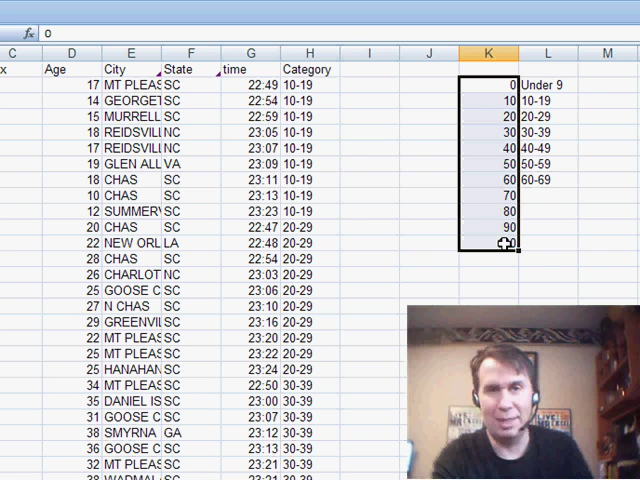 fx 0
C D E F G H I J K L M
x Age City State time Category
17 MT PLEAS SC 22:49 10-19 0 Under 9
14 GEORGET SC 22:54 10-19 10 10-19
15 MURRELL SC 22:59 10-19 20 20-29
18 REIDSVILL NC 23:05 10-19 30 30-39
17 REIDSVILL NC 23:07 10-19 40 40-49
19 GLEN ALL VA 23:09 10-19 50 50-59
18 CHAS SC 23:11 10-19 60 60-69
10 CHAS SC 23:13 10-19 70
12 SUMMERV SC 23:23 10-19 80
20 CHAS SC 22:47 20-29 90
22 NEW ORL LA 22:48 20-29
28 CHAS SC 22:54 20-29
26 CHARLOT NC 23:03 20-29
25 GOOSE C SC 23:06 20-29
27 N CHAS SC 23:10 20-29
29 GREENVIL SC 23:16 20-29
22 MT PLEAS SC 23:20 20-29
25 MT PLEAS SC 23:22 20-29
25 HANAHAN SC 23:24 20-29
34 MT PLEAS SC 22:50 30-39
35 DANIEL IS SC 23:00 30-39
31 GOOSE C SC 23:07 30-39
38 SMYRNA GA 23:12 30-39
36 GOOSE C SC 23:13 30-39
32 MT PLEAS SC 23:21 30-39
38 WADMAL SC 23:21 30-39